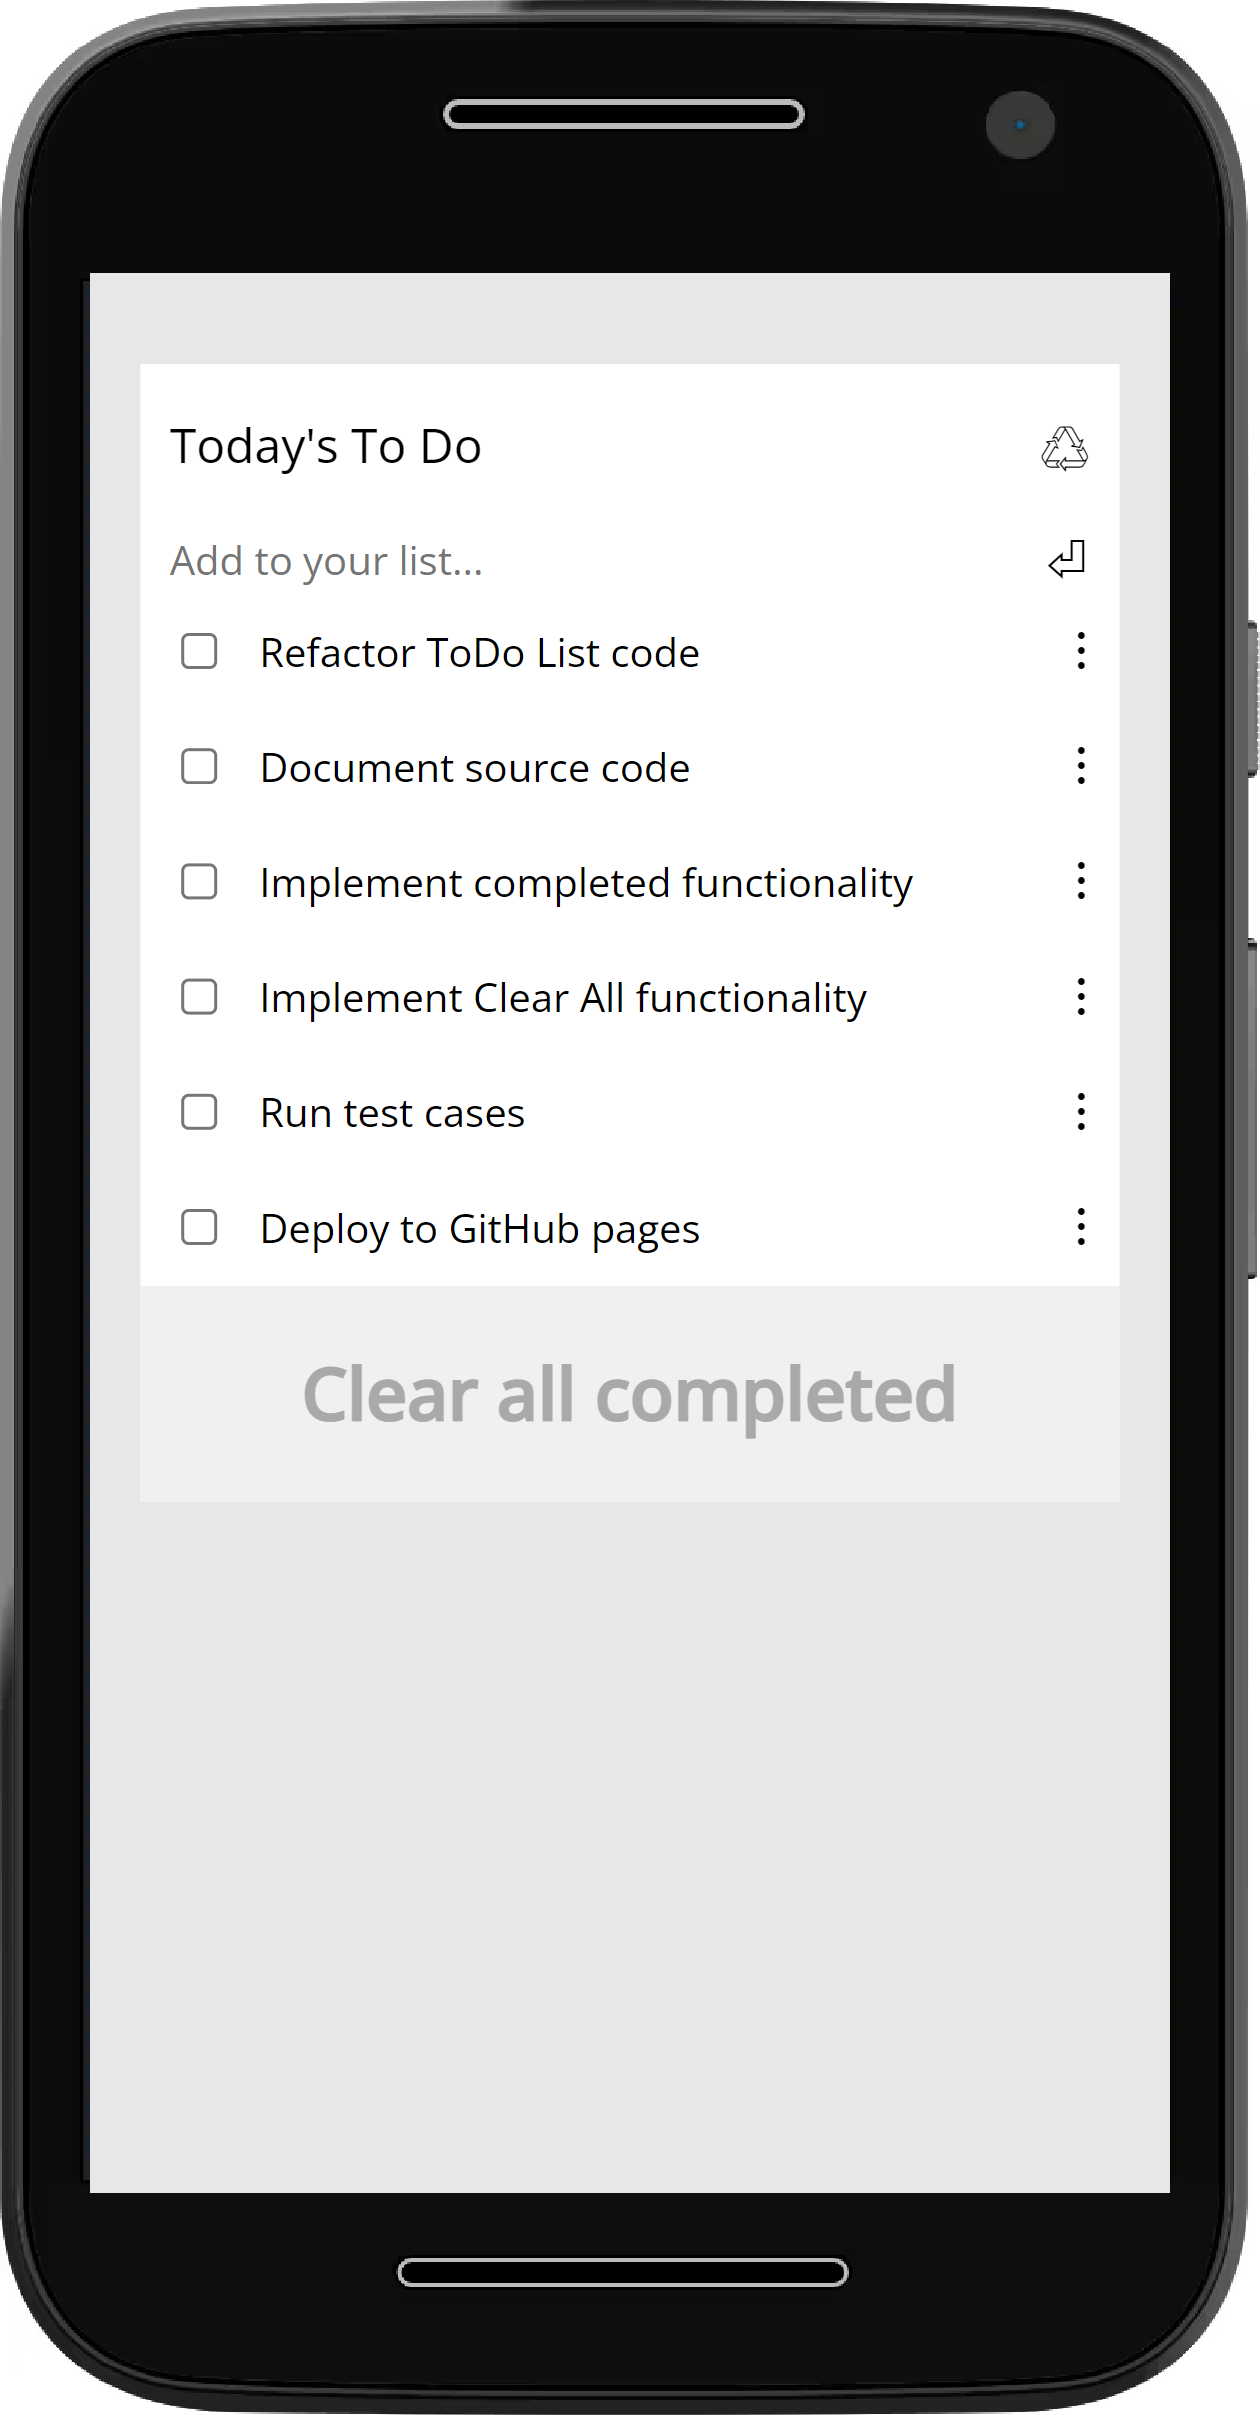 Today's To Do
Add to your list...
Refactor ToDo List code
Document source code
Implement completed functionality
Implement Clear All functionality
Run test cases
Deploy to GitHub pages
Clear all completed